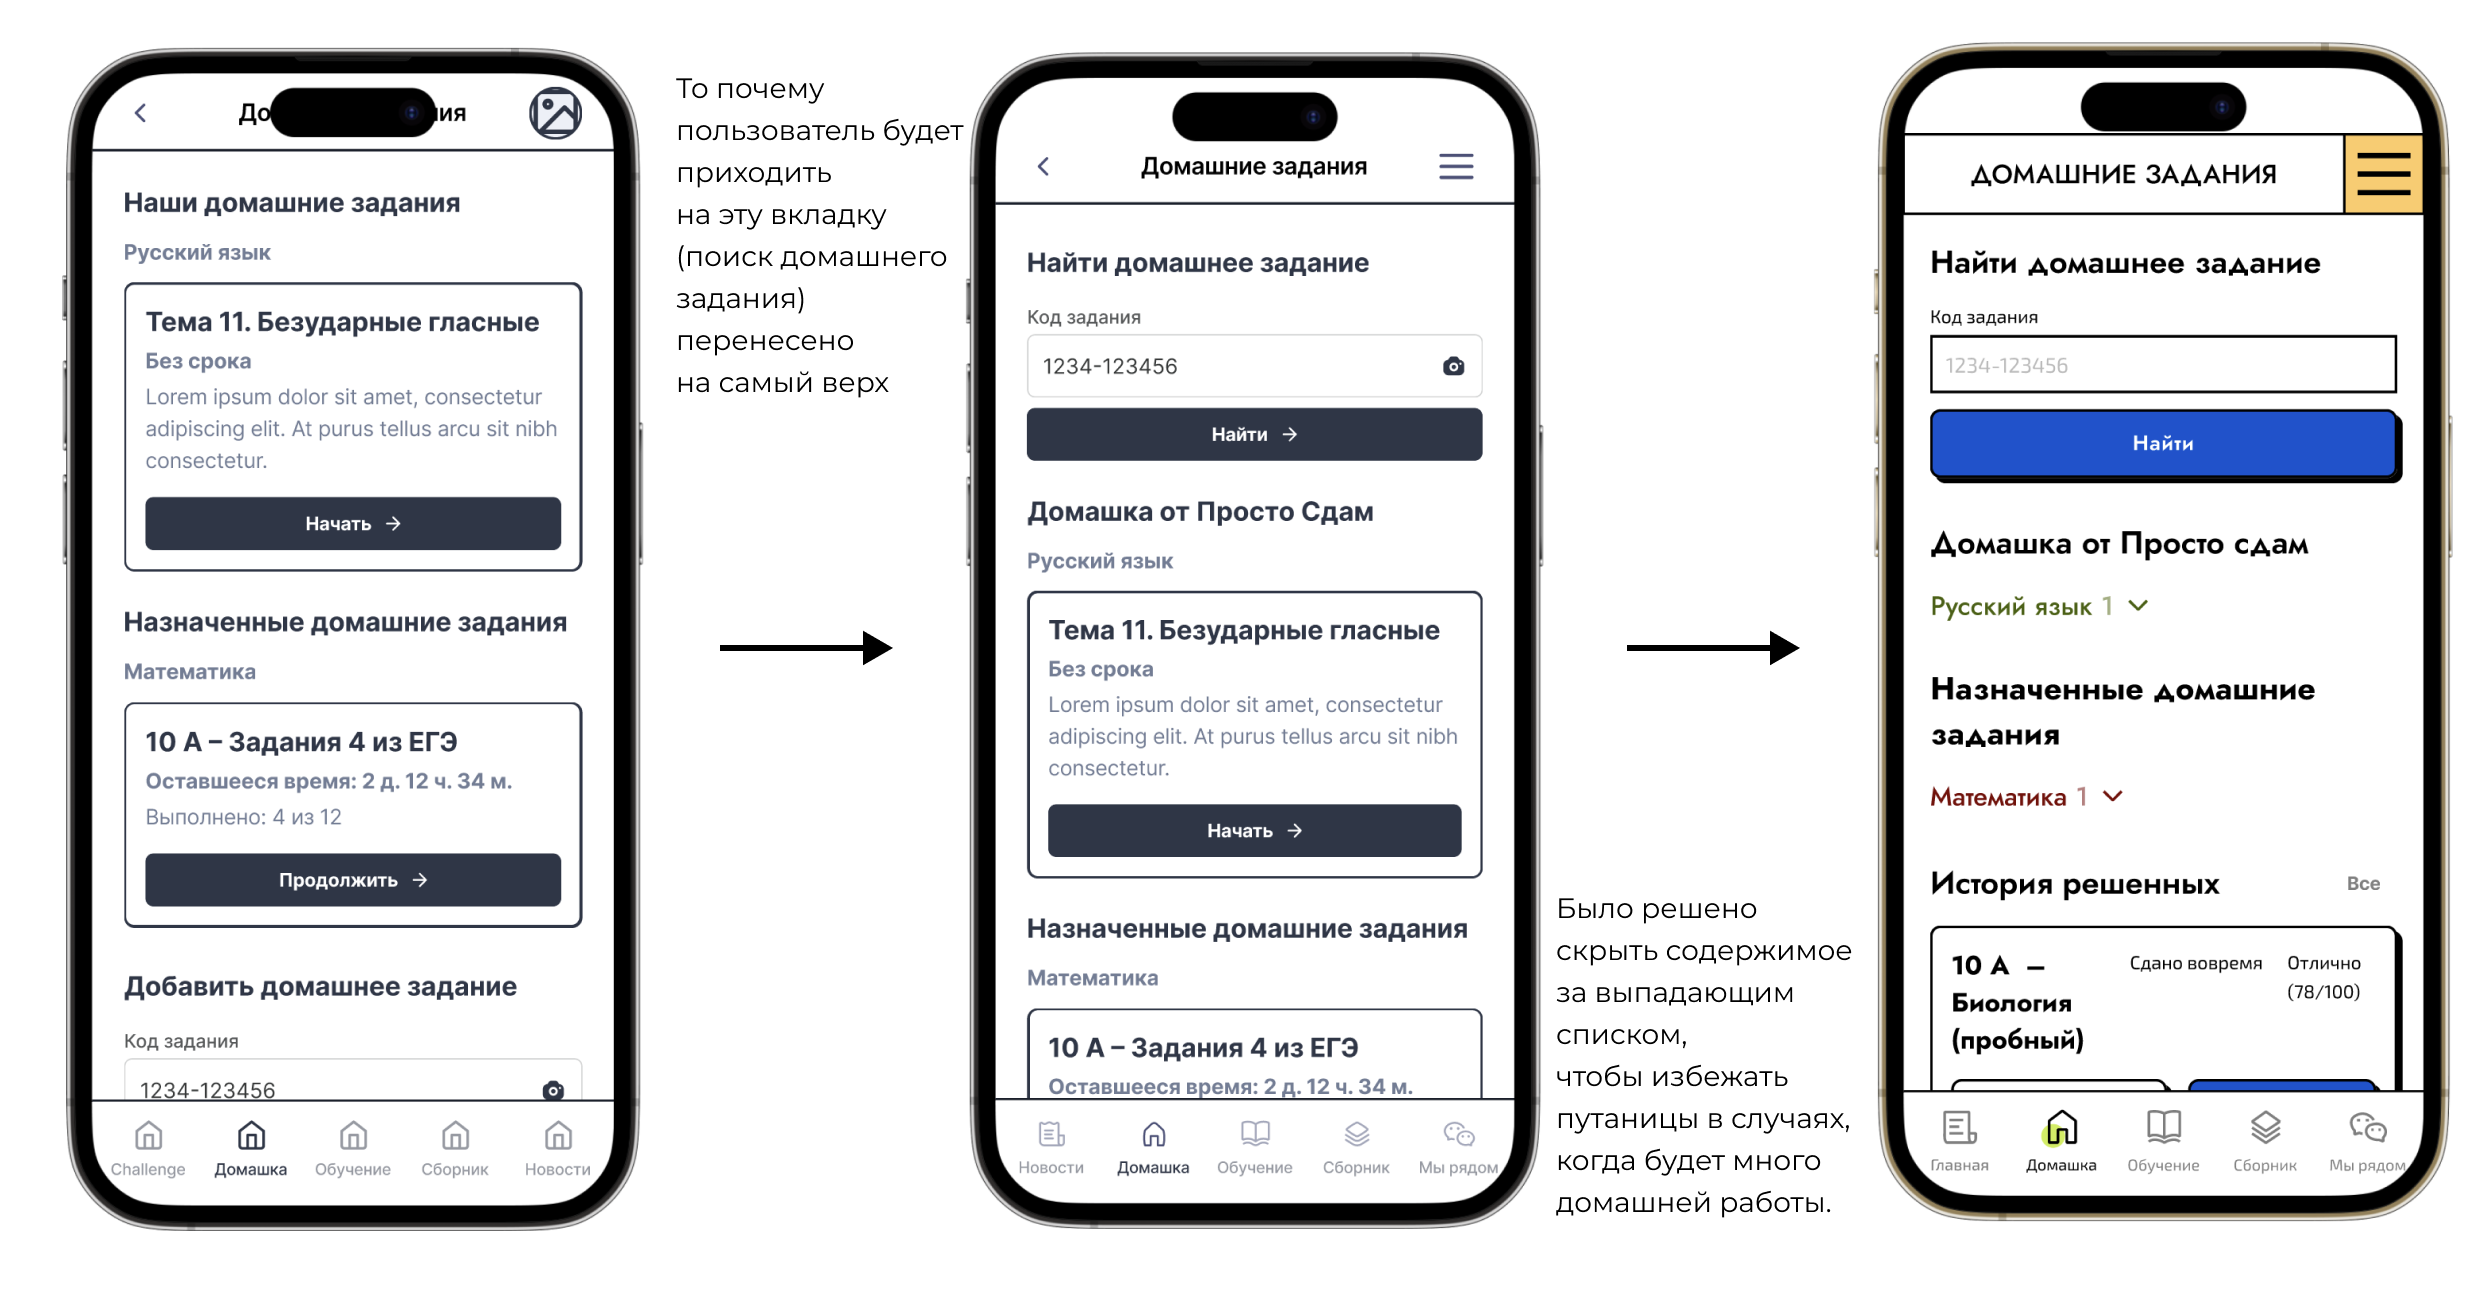 До ия
Наши домашние задания
Русский язык
Тема 11. Безударные гласные
Без срока
Lorem ipsum dolor sit amet, consectetur
adipiscing elit. At purus tellus arcu sit nibh
consectetur.
Начать →
Назначенные домашние задания
Математика
10 А – Задания 4 из ЕГЭ
Оставшееся время: 2 д. 12 ч. 34 м.
Выполнено: 4 из 12
Продолжить →
Добавить домашнее задание
Код задания
1234-123456
Challenge Домашка Обучение Сборник Новости
То почему
пользователь будет
приходить
на эту вкладку
(поиск домашнего
задания)
перенесено
на самый верх
Домашние задания
Найти домашнее задание
Код задания
1234-123456
Найти →
Домашка от Просто Сдам
Русский язык
Тема 11. Безударные гласные
Без срока
Lorem ipsum dolor sit amet, consectetur
adipiscing elit. At purus tellus arcu sit nibh
consectetur.
Начать →
Назначенные домашние задания
Математика
10 А – Задания 4 из ЕГЭ
Оставшееся время: 2 д. 12 ч. 34 м.
Новости Домашка Обучение Сборник Мы рядом
Было решено
скрыть содержимое
за выпадающим
списком,
чтобы избежать
путаницы в случаях,
когда будет много
домашней работы.
ДОМАШНИЕ ЗАДАНИЯ
Найти домашнее задание
Код задания
1234-123456
Найти
Домашка от Просто сдам
Русский язык 1
Назначенные домашние
задания
Математика 1
История решенных Все
10 А – Сдано вовремя Отлично
Биология (78/100)
(пробный)
Главная Домашка Обучение Сборник Мы рядом